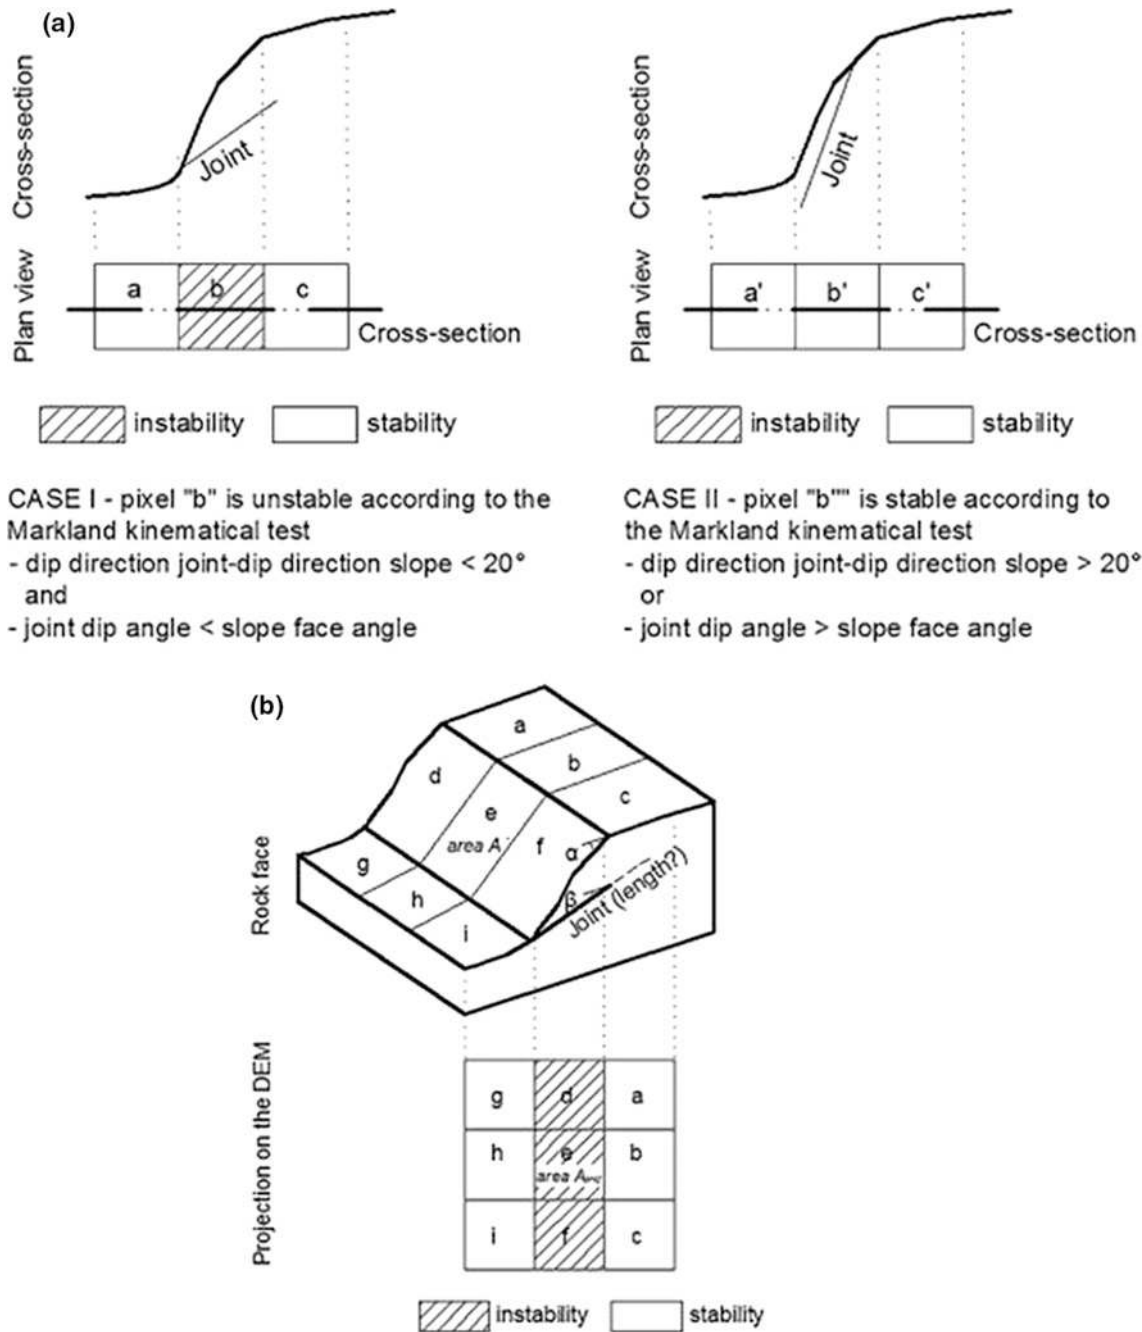 (a)
Cross-section
Joint
Plan view
a
b
c
Cross-section
instability
stability
CASE I - pixel "b" is unstable according to the
Markland kinematical test
- dip direction joint-dip direction slope < 20°
and
- joint dip angle < slope face angle
Cross-section
Joint
Plan view
a'
b'
c'
Cross-section
instability
stability
CASE II - pixel "b'" is stable according to
the Markland kinematical test
- dip direction joint-dip direction slope > 20°
or
- joint dip angle > slope face angle
(b)
Rock face
a
b
c
d
e
area A
f
α
β
g
h
i
Joint (length?)
Projection on the DEM
g
d
a
h
e
b
area A
i
f
c
instability
stability